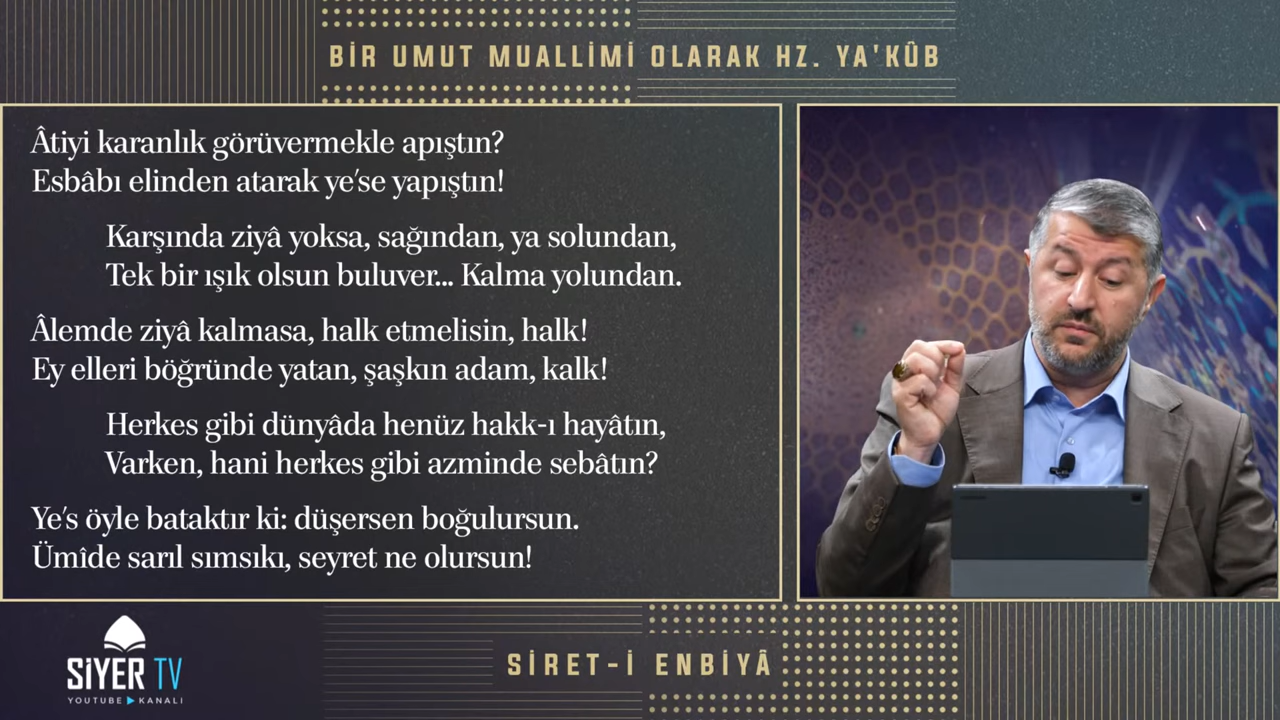 BİR UMUT MUALLİMİ OLARAK HZ. YA'KÛB
Âtiyi karanlık görüvermekle apıştın?
Esbâbı elinden atarak ye'se yapıştın!
Karşında ziyâ yoksa, sağından, ya solundan,
Tek bir ışık olsun buluver... Kalma yolundan.
Âlemde ziyâ kalmasa, halk etmelisin, halk!
Ey elleri böğründe yatan, şaşkın adam, kalk!
Herkes gibi dünyâda henüz hakk-ı hayâtın,
Varken, hani herkes gibi azminde sebâtın?
Ye's öyle bataktır ki: düşersen boğulursun.
Ümîde sarıl sımsıkı, seyret ne olursun!
SİYER TV
YOUTUBE KANALI
SİRET-İ ENBİYÂ